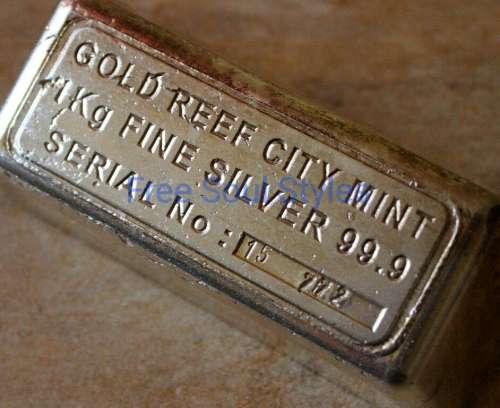 GOLD REEF CITY MINT
1Kg FINE SILVER 99.9
SERIAL No : 15
Free Soul Style